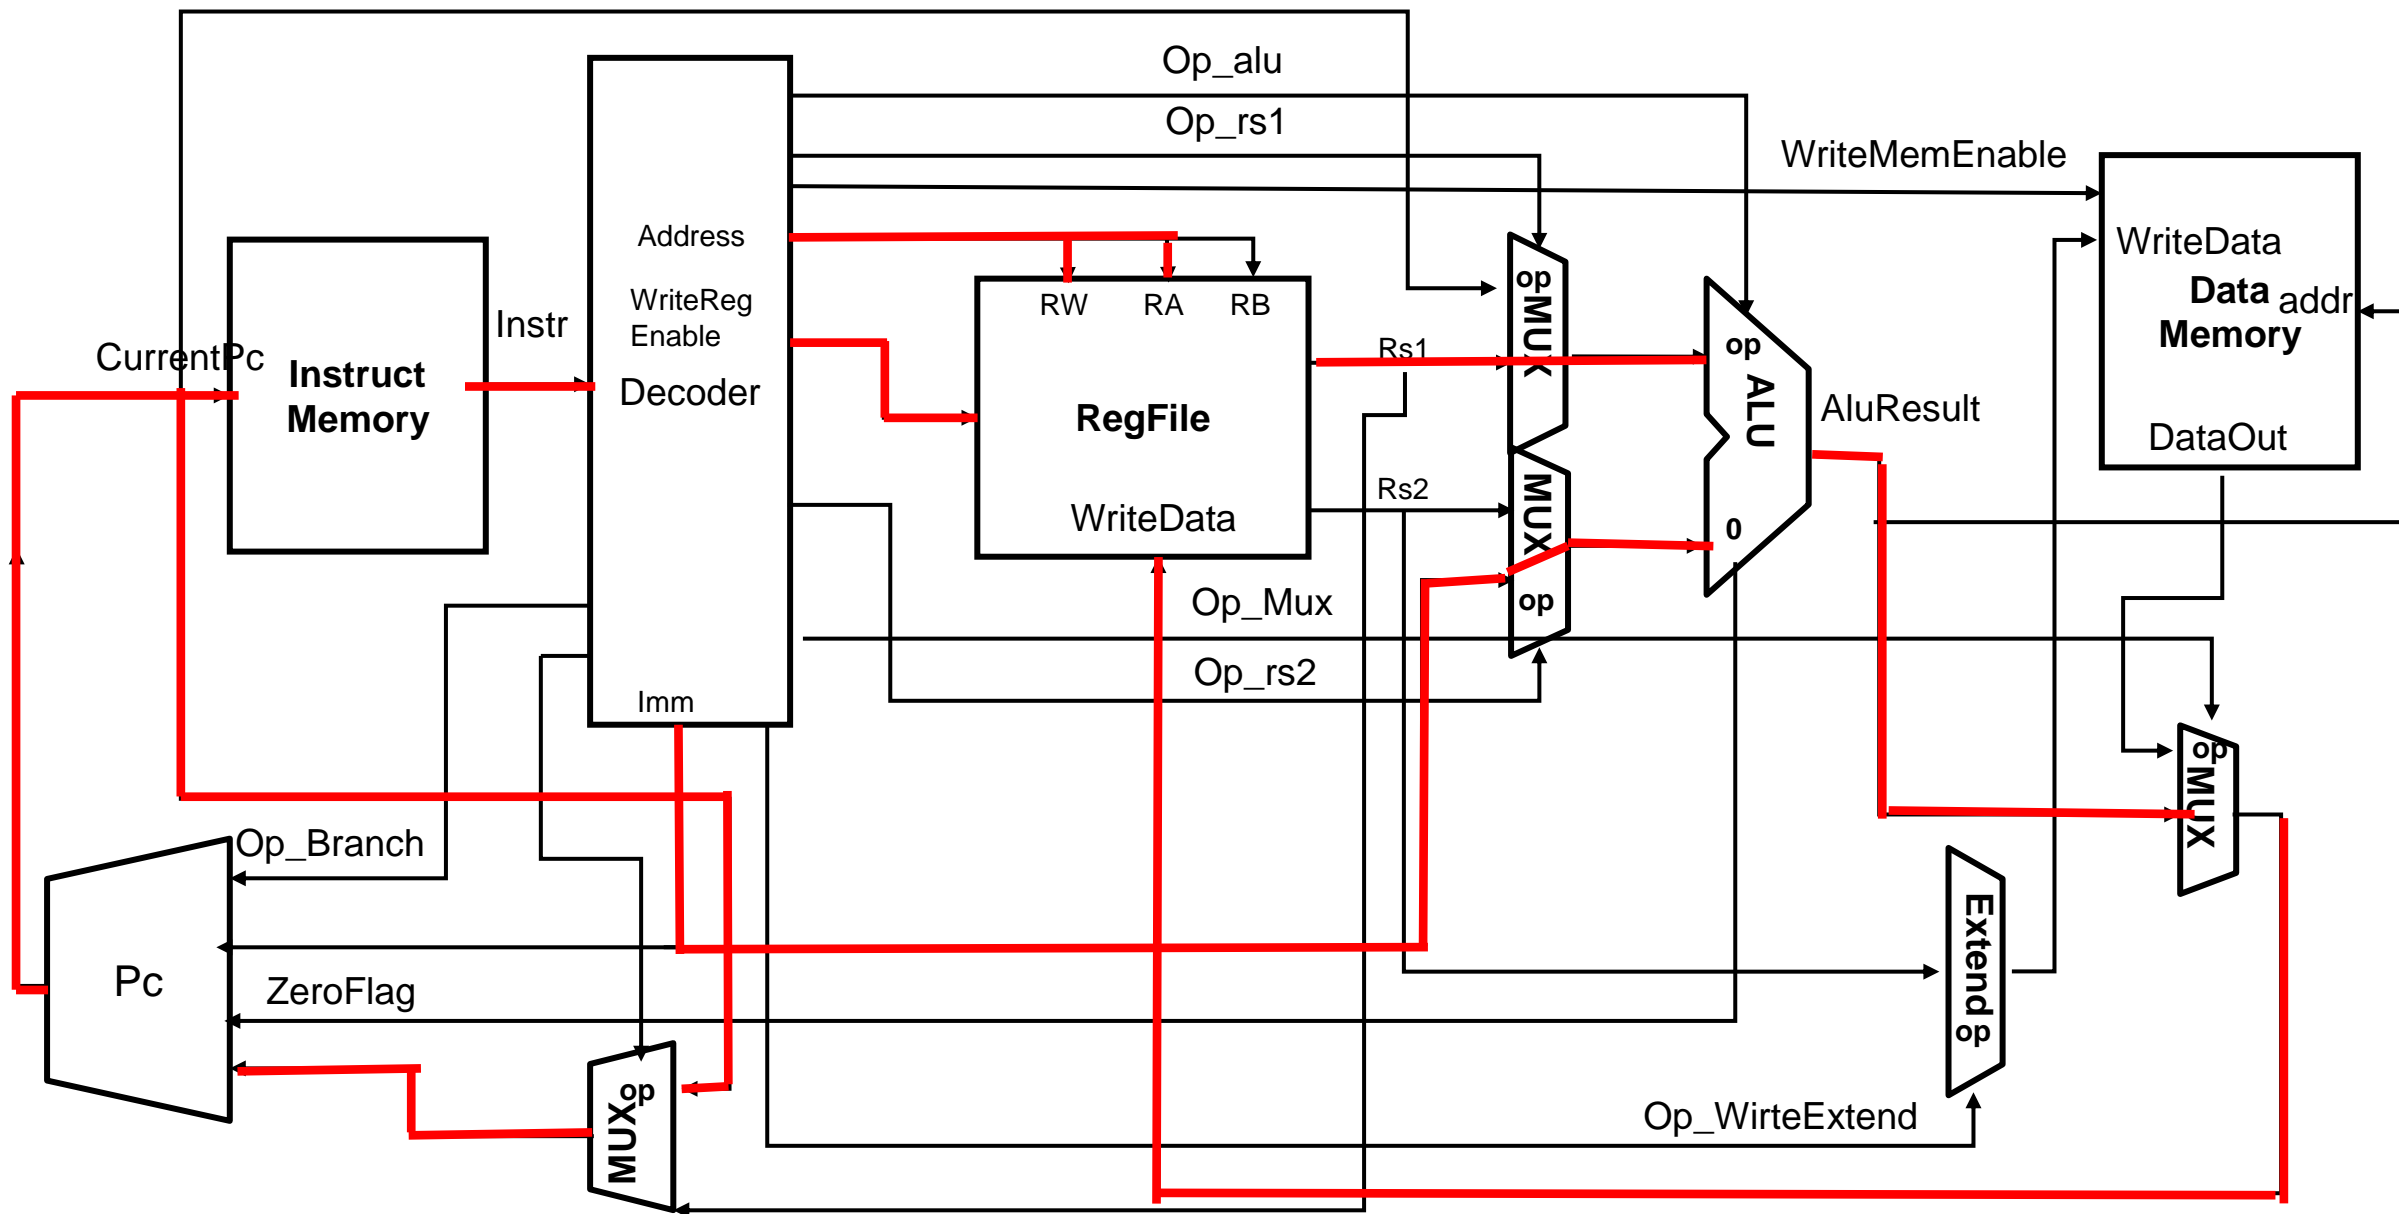 Op_alu
Op_rs1
WriteMemEnable
Address
WriteReg
Enable
Decoder
Imm
CurrentPc
Instruct
Memory
Instr
RW
RA
RB
RegFile
WriteData
Rs1
Rs2
op
MUX
MUX
op
op
ALU
0
AluResult
WriteData
Data
Memory
addr
DataOut
Op_Mux
Op_rs2
op
MUX
Op_Branch
Pc
ZeroFlag
op
MUX
Extend
op
Op_WirteExtend